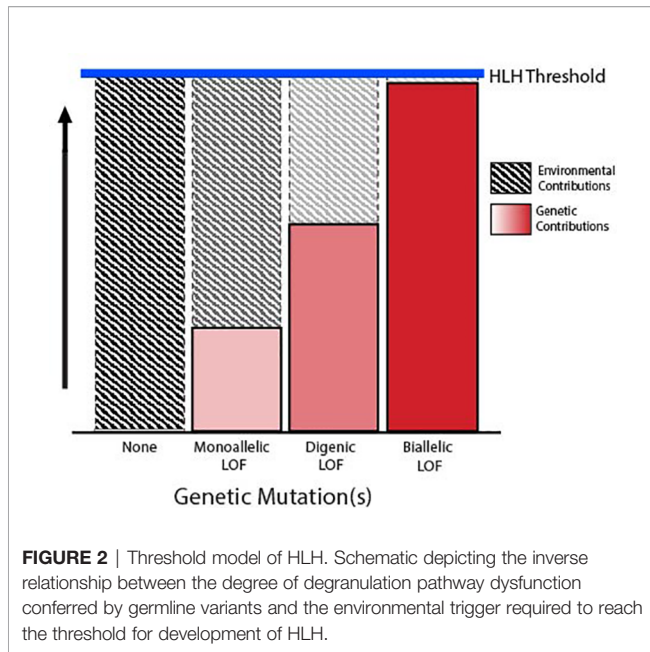 HLH Threshold
Environmental
Contributions
Genetic
Contributions
None
Monoallelic
LOF
Digenic
LOF
Biallelic
LOF
Genetic Mutation(s)
FIGURE 2 | Threshold model of HLH. Schematic depicting the inverse
relationship between the degree of degranulation pathway dysfunction
conferred by germline variants and the environmental trigger required to reach
the threshold for development of HLH.